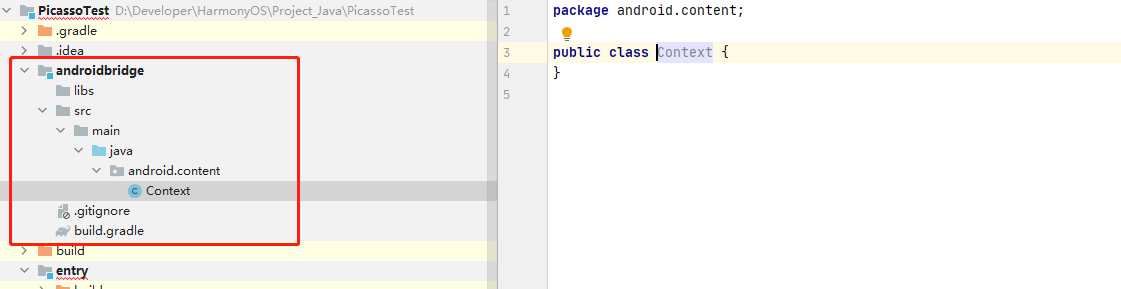 PicassoTest D:\Developer\HarmonyOS\Project_Java\PicassoTest
.gradle
.idea
androidbridge
libs
src
main
java
android.content
Context
.gitignore
build.gradle
build
entry
1 package android.content;
2
3 public class Context {
4 }
5